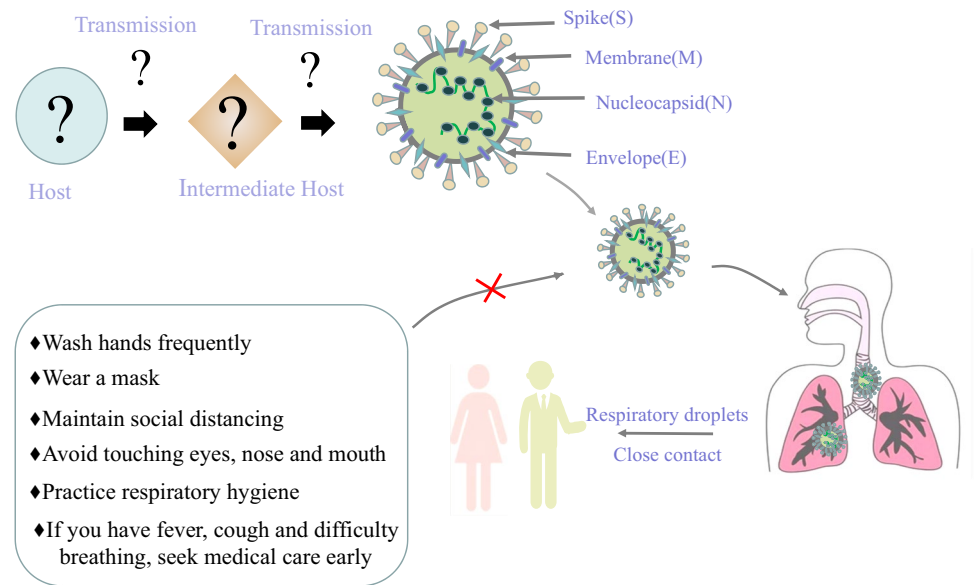 Transmission
Transmission
?
?
?
?
Host
Intermediate Host
Spike(S)
Membrane(M)
Nucleocapsid(N)
Envelope(E)
♦Wash hands frequently
♦Wear a mask
♦Maintain social distancing
♦Avoid touching eyes, nose and mouth
♦Practice respiratory hygiene
♦If you have fever, cough and difficulty
breathing, seek medical care early
Respiratory droplets
Close contact